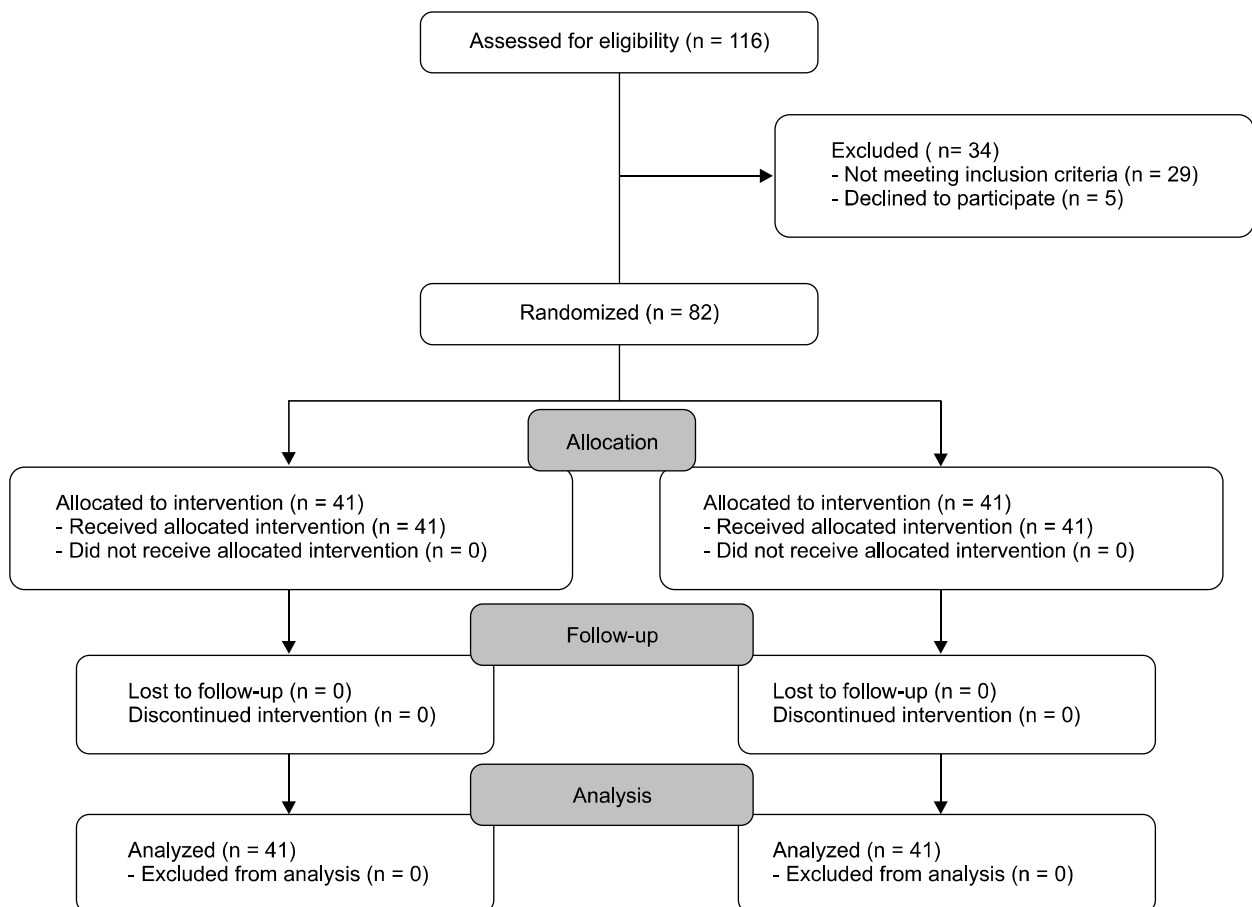 Assessed for eligibility (n = 116)
Excluded ( n= 34)
- Not meeting inclusion criteria (n = 29)
- Declined to participate (n = 5)
Randomized (n = 82)
Allocation
Allocated to intervention (n = 41)
- Received allocated intervention (n = 41)
- Did not receive allocated intervention (n = 0)
Allocated to intervention (n = 41)
- Received allocated intervention (n = 41)
- Did not receive allocated intervention (n = 0)
Follow-up
Lost to follow-up (n = 0)
Discontinued intervention (n = 0)
Lost to follow-up (n = 0)
Discontinued intervention (n = 0)
Analysis
Analyzed (n = 41)
- Excluded from analysis (n = 0)
Analyzed (n = 41)
- Excluded from analysis (n = 0)